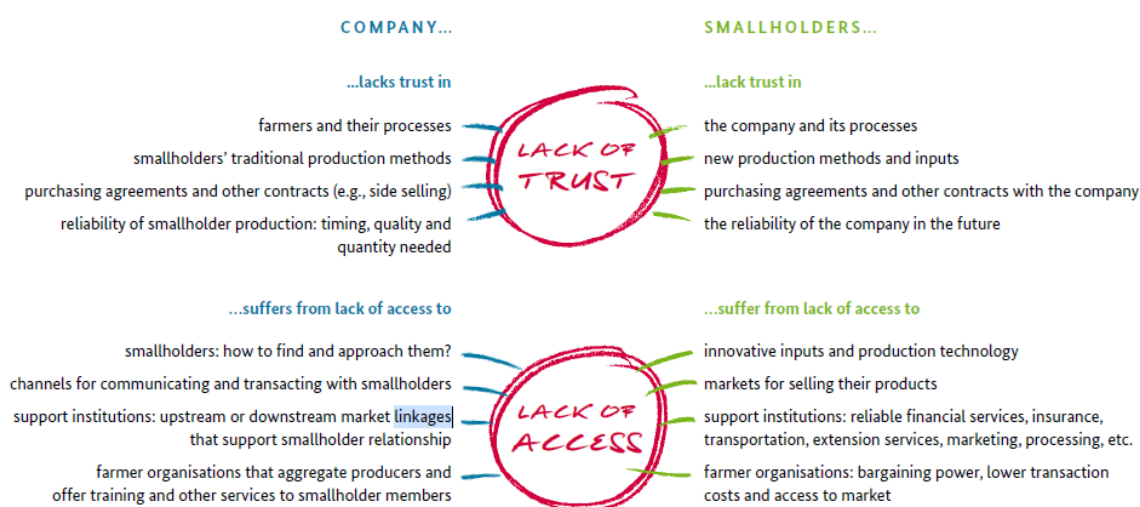 COMPANY...
SMALLHOLDERS...
...lacks trust in
...lack trust in
farmers and their processes
smallholders' traditional production methods
purchasing agreements and other contracts (e.g., side selling)
reliability of smallholder production: timing, quality and
quantity needed
LACK OF
TRUST
the company and its processes
new production methods and inputs
purchasing agreements and other contracts with the company
the reliability of the company in the future
...suffers from lack of access to
...suffer from lack of access to
smallholders: how to find and approach them?
channels for communicating and transacting with smallholders
support institutions: upstream or downstream market linkages
that support smallholder relationship
farmer organisations that aggregate producers and
offer training and other services to smallholder members
LACK OF
ACCESS
innovative inputs and production technology
markets for selling their products
support institutions: reliable financial services, insurance,
transportation, extension services, marketing, processing, etc.
farmer organisations: bargaining power, lower transaction
costs and access to market